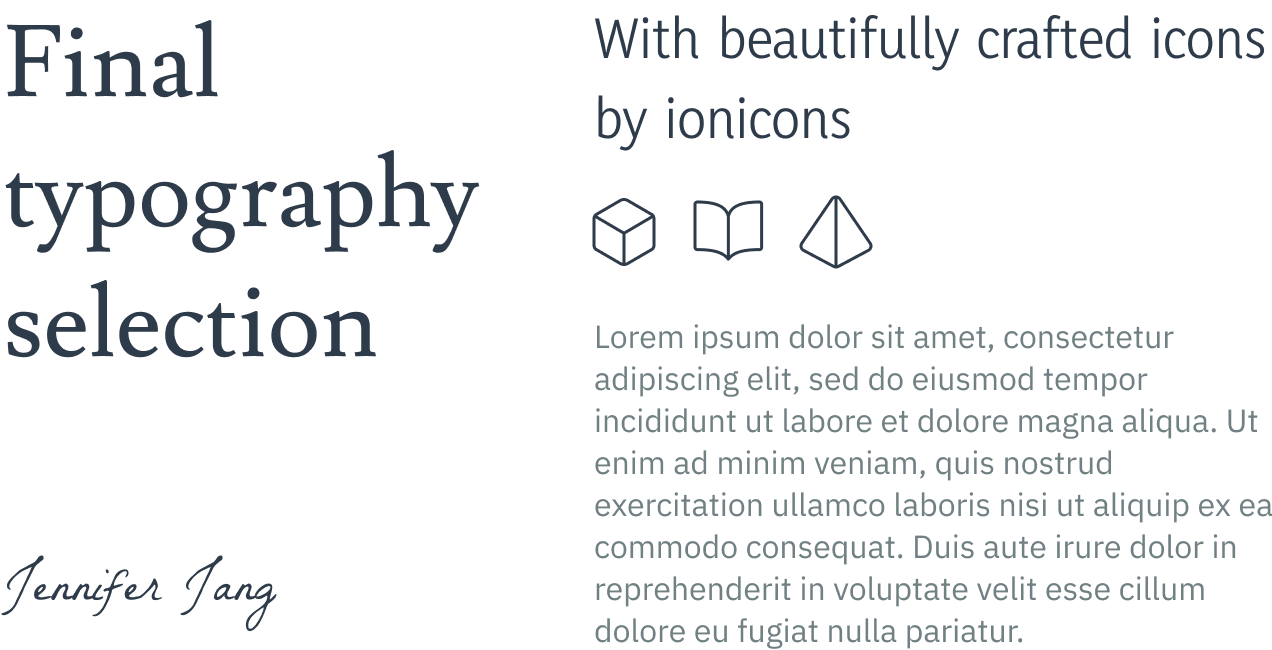 Final
typography
selection
Jennifer Jang
With beautifully crafted icons
by ionicons
Lorem ipsum dolor sit amet, consectetur
adipiscing elit, sed do eiusmod tempor
incididunt ut labore et dolore magna aliqua. Ut
enim ad minim veniam, quis nostrud
exercitation ullamco laboris nisi ut aliquip ex ea
commodo consequat. Duis aute irure dolor in
reprehenderit in voluptate velit esse cillum
dolore eu fugiat nulla pariatur.